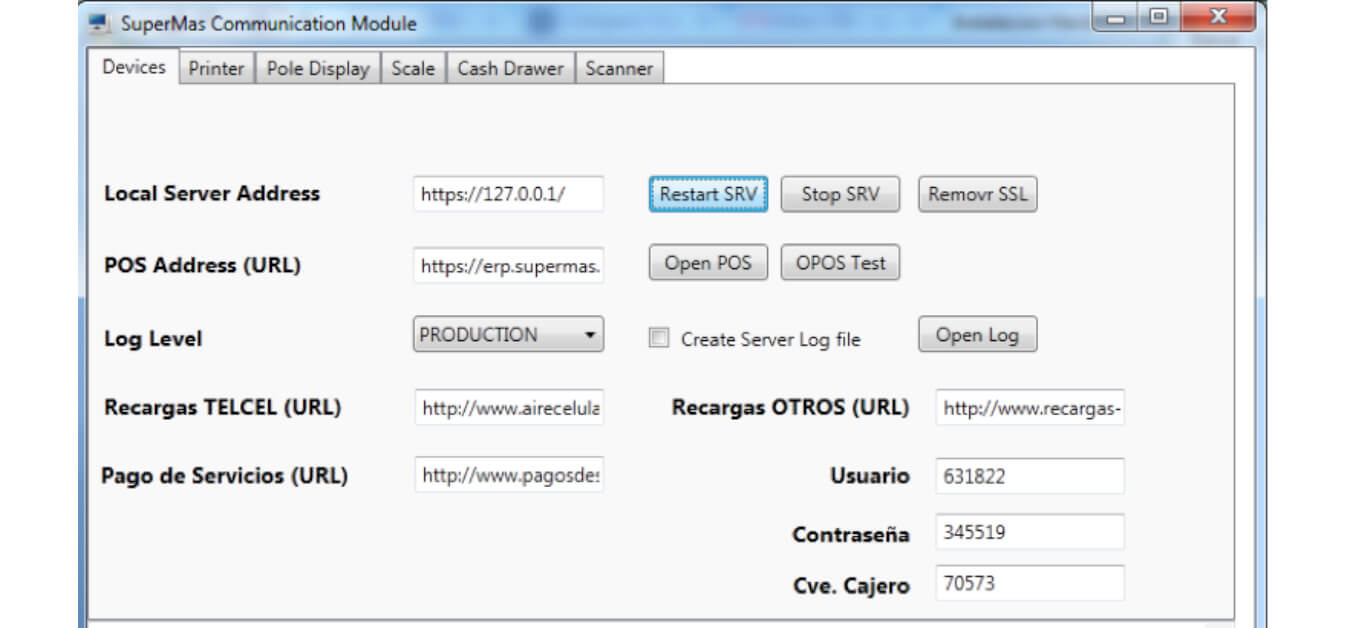 SuperMas Communication Module
Devices Printer Pole Display Scale Cash Drawer Scanner
Local Server Address https://127.0.0.1/ Restart SRV Stop SRV Removr SSL
POS Address (URL) https://erp.supermas. Open POS OPOS Test
Log Level PRODUCTION Create Server Log file Open Log
Recargas TELCEL (URL) http://www.airecelula Recargas OTROS (URL) http://www.recargas-
Pago de Servicios (URL) http://www.pagosde Usuario 631822
Contraseña 345519
Cve. Cajero 70573